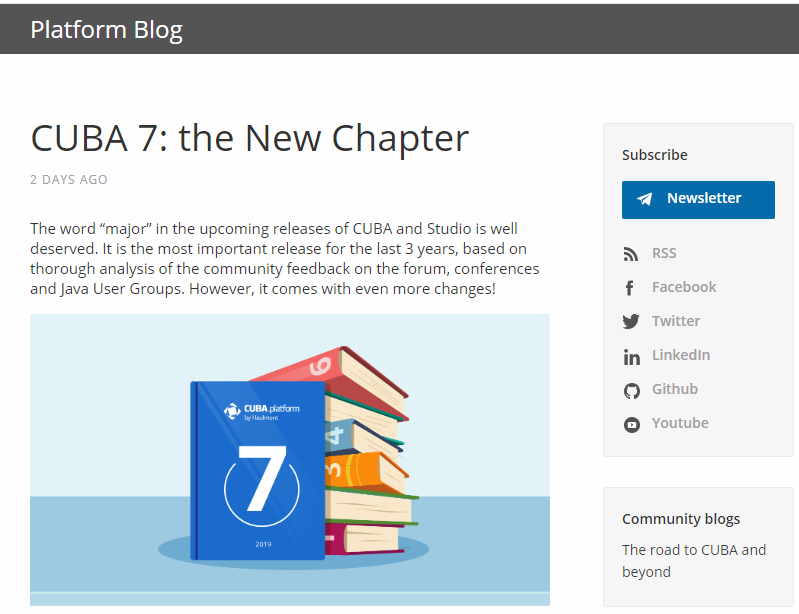 Platform Blog
CUBA 7: the New Chapter
2 DAYS AGO
The word “major” in the upcoming releases of CUBA and Studio is well
deserved. It is the most important release for the last 3 years, based on
thorough analysis of the community feedback on the forum, conferences
and Java User Groups. However, it comes with even more changes!
6
CUBA.platform
by Haulmont
7
2019
4
3
1
Subscribe
Newsletter
RSS
Facebook
Twitter
LinkedIn
Github
Youtube
Community blogs
The road to CUBA and
beyond